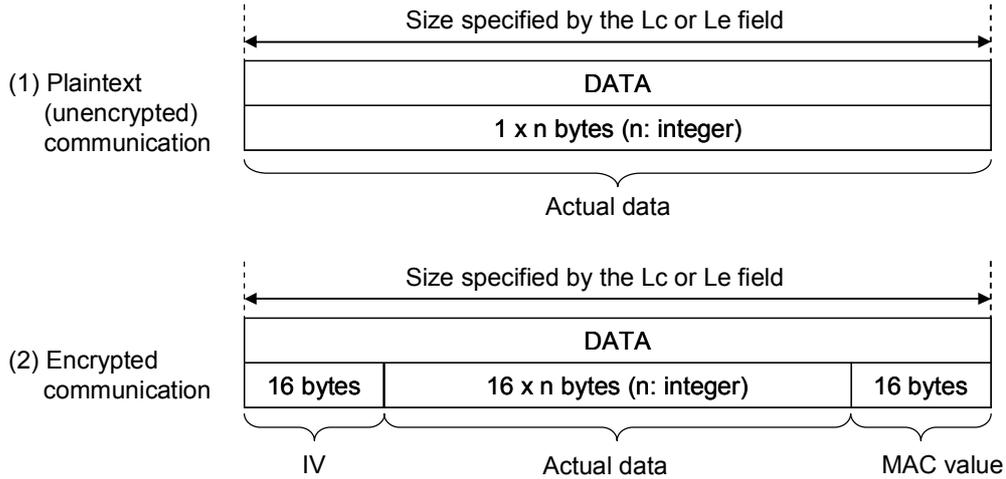 Size specified by the Lc or Le field
(1) Plaintext
(unencrypted)
communication
DATA
1 x n bytes (n: integer)
Actual data
Size specified by the Lc or Le field
(2) Encrypted
communication
DATA
16 bytes
16 x n bytes (n: integer)
16 bytes
IV
Actual data
MAC value